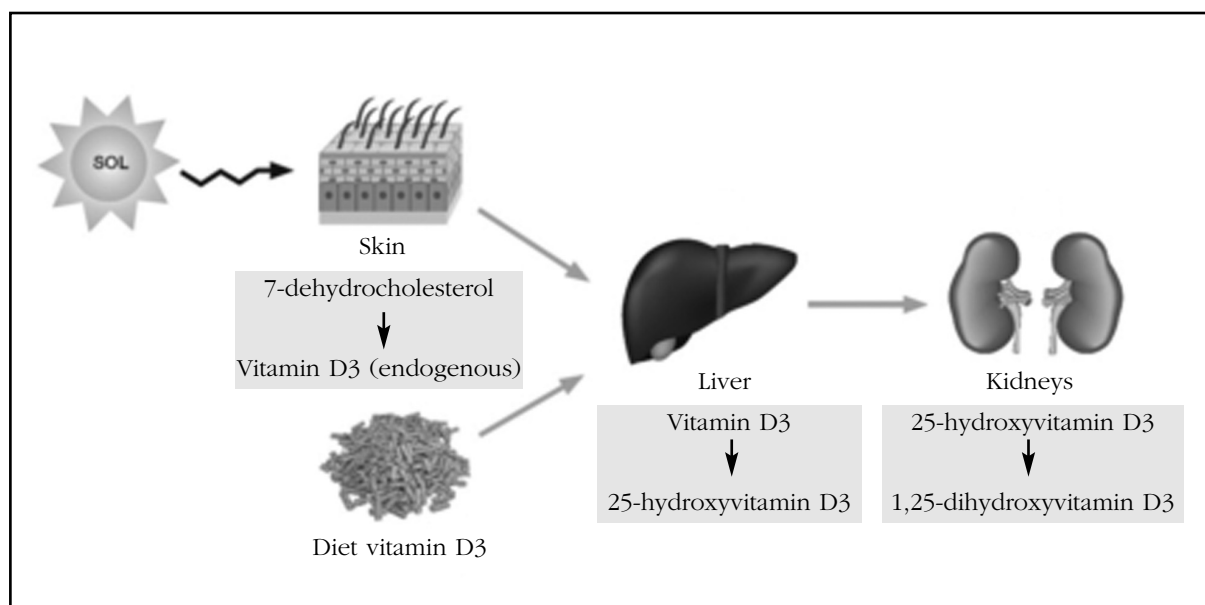 SOL
Skin
7-dehydrocholesterol
Vitamin D3 (endogenous)
Diet vitamin D3
Liver
Vitamin D3
25-hydroxyvitamin D3
Kidneys
25-hydroxyvitamin D3
1,25-dihydroxyvitamin D3